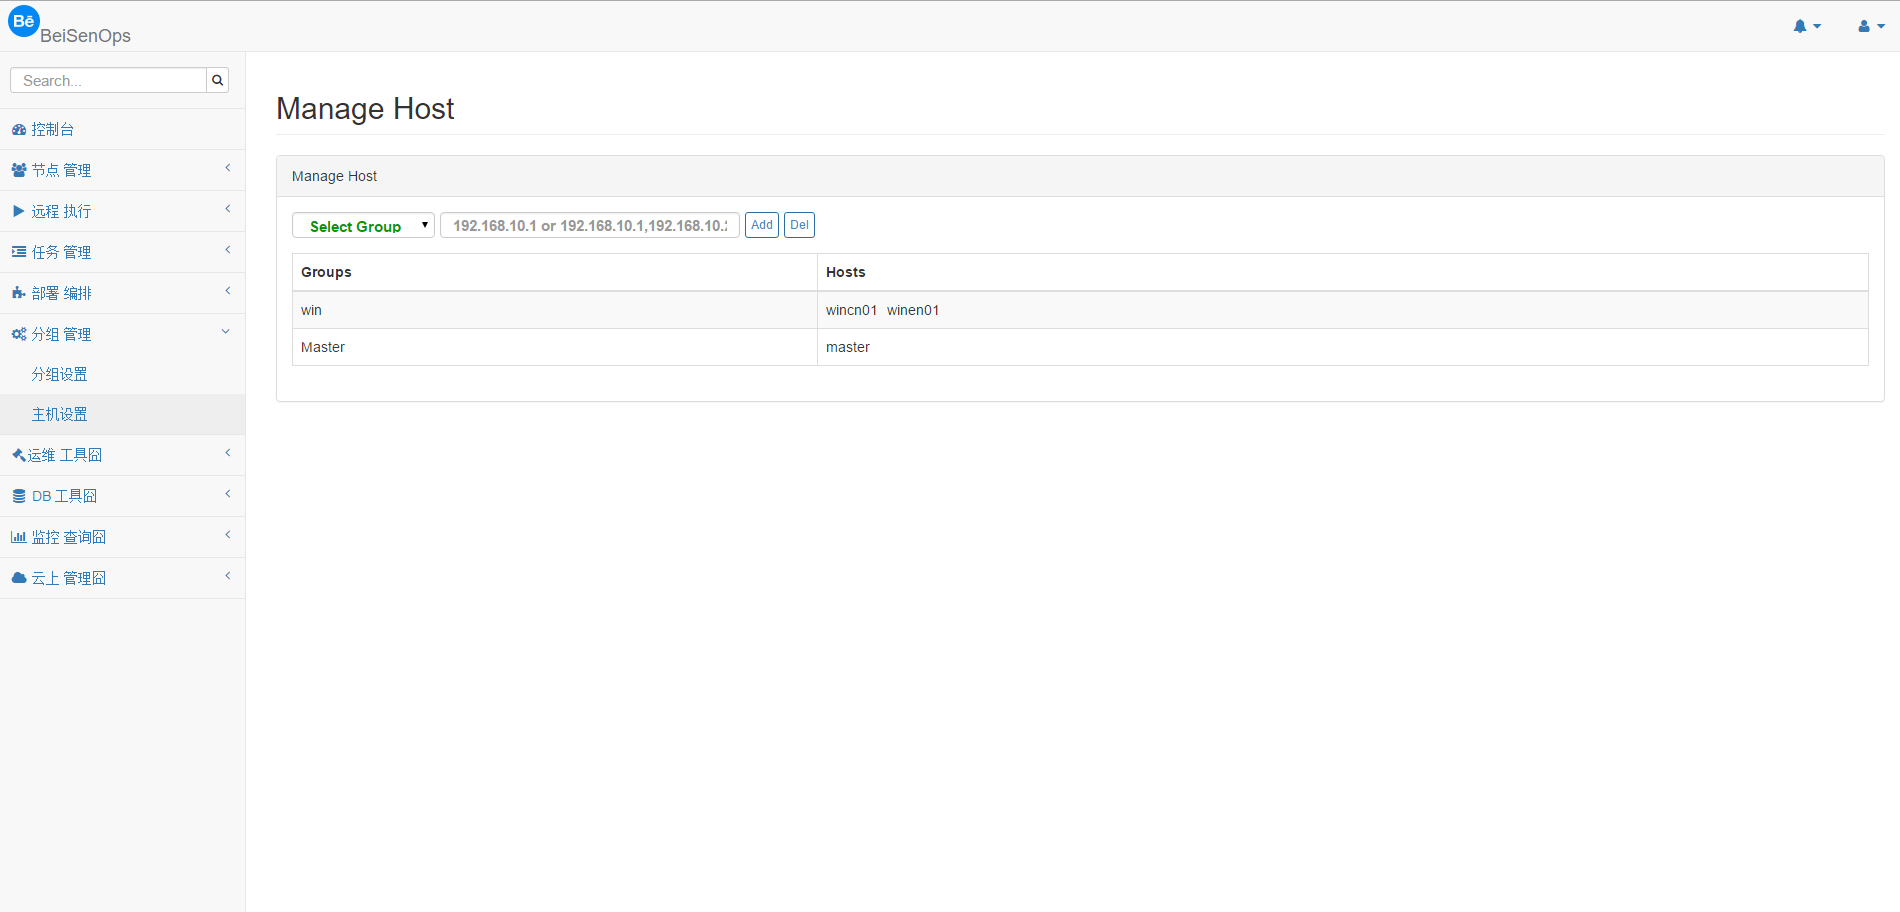 Bē
BeiSenOps
Search...
控制台
节点 管理
远程 执行
任务 管理
部署 编排
分组 管理
分组设置
主机设置
运维 工具囧
DB 工具囧
监控 查询囧
云上 管理囧
Manage Host
Manage Host
Select Group 192.168.10.1 or 192.168.10.1,192.168.10. Add Del
Groups Hosts
win wincn01 winen01
Master master